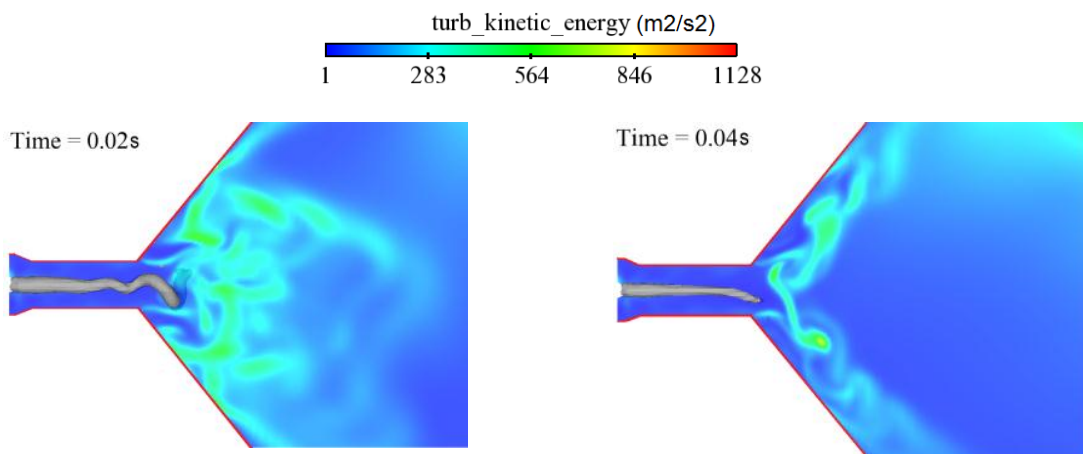 turb_kinetic_energy (m2/s2)
1 283 564 846 1128
Time = 0.02s
Time = 0.04s